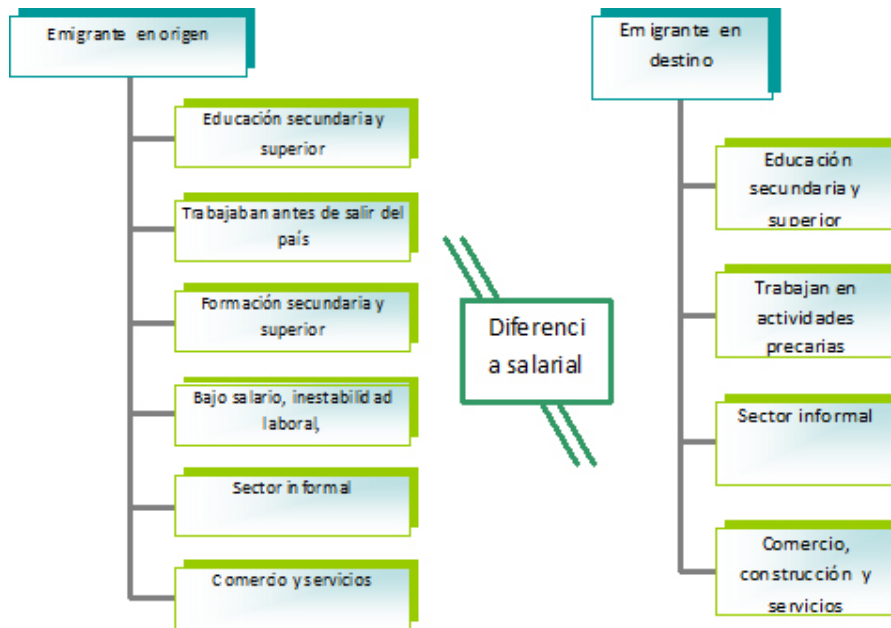 Emigrante en origen
Educación secundaria y
superior
Trabajaban antes de salir del
país
Formación secundaria y
superior
Bajo salario, inestabilidad
laboral,
Sector informal
Comercio y servicios
Diferenci
a salarial
Emigrante en
destino
Educación
secundaria y
superior
Trabajan en
actividades
precarias
Sector informal
Comercio,
construcción y
servicios